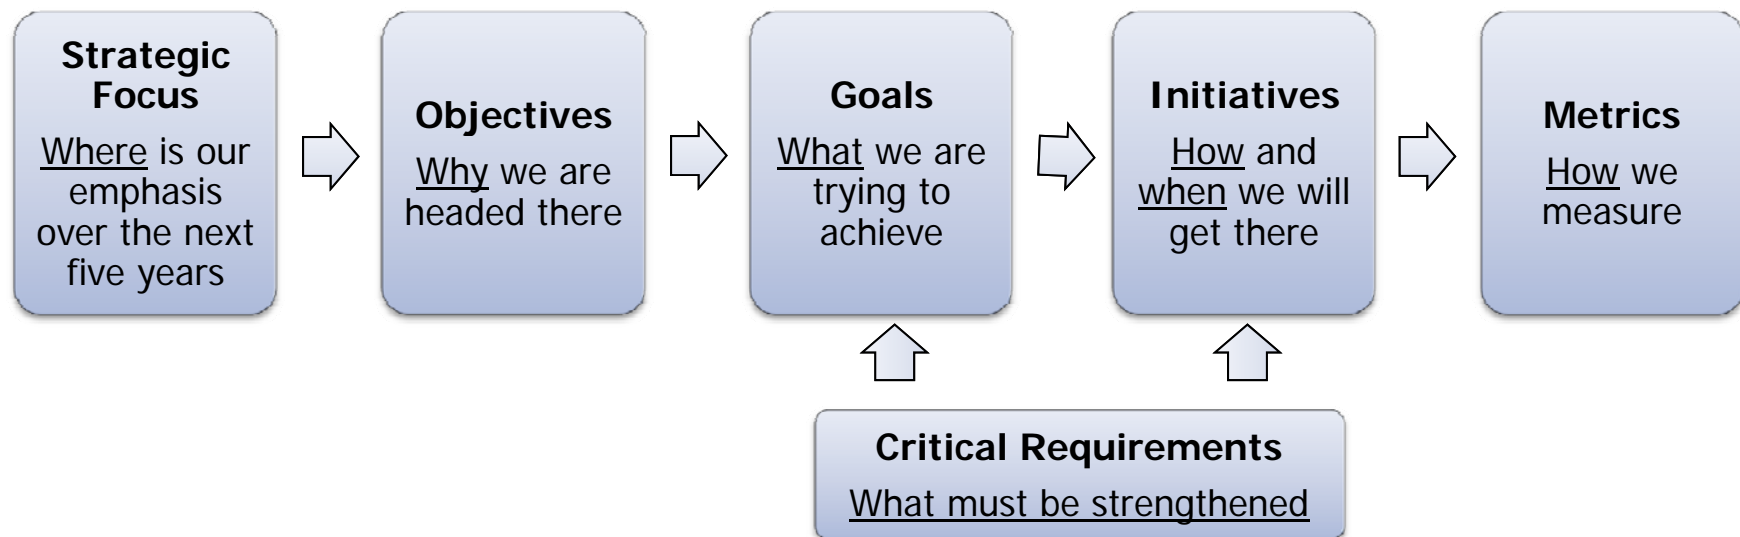 Strategic
Focus
Where is our
emphasis
over the next
five years
Objectives
Why we are
headed there
Goals
What we are
trying to
achieve
Initiatives
How and
when we will
get there
Metrics
How we
measure
Critical Requirements
What must be strengthened